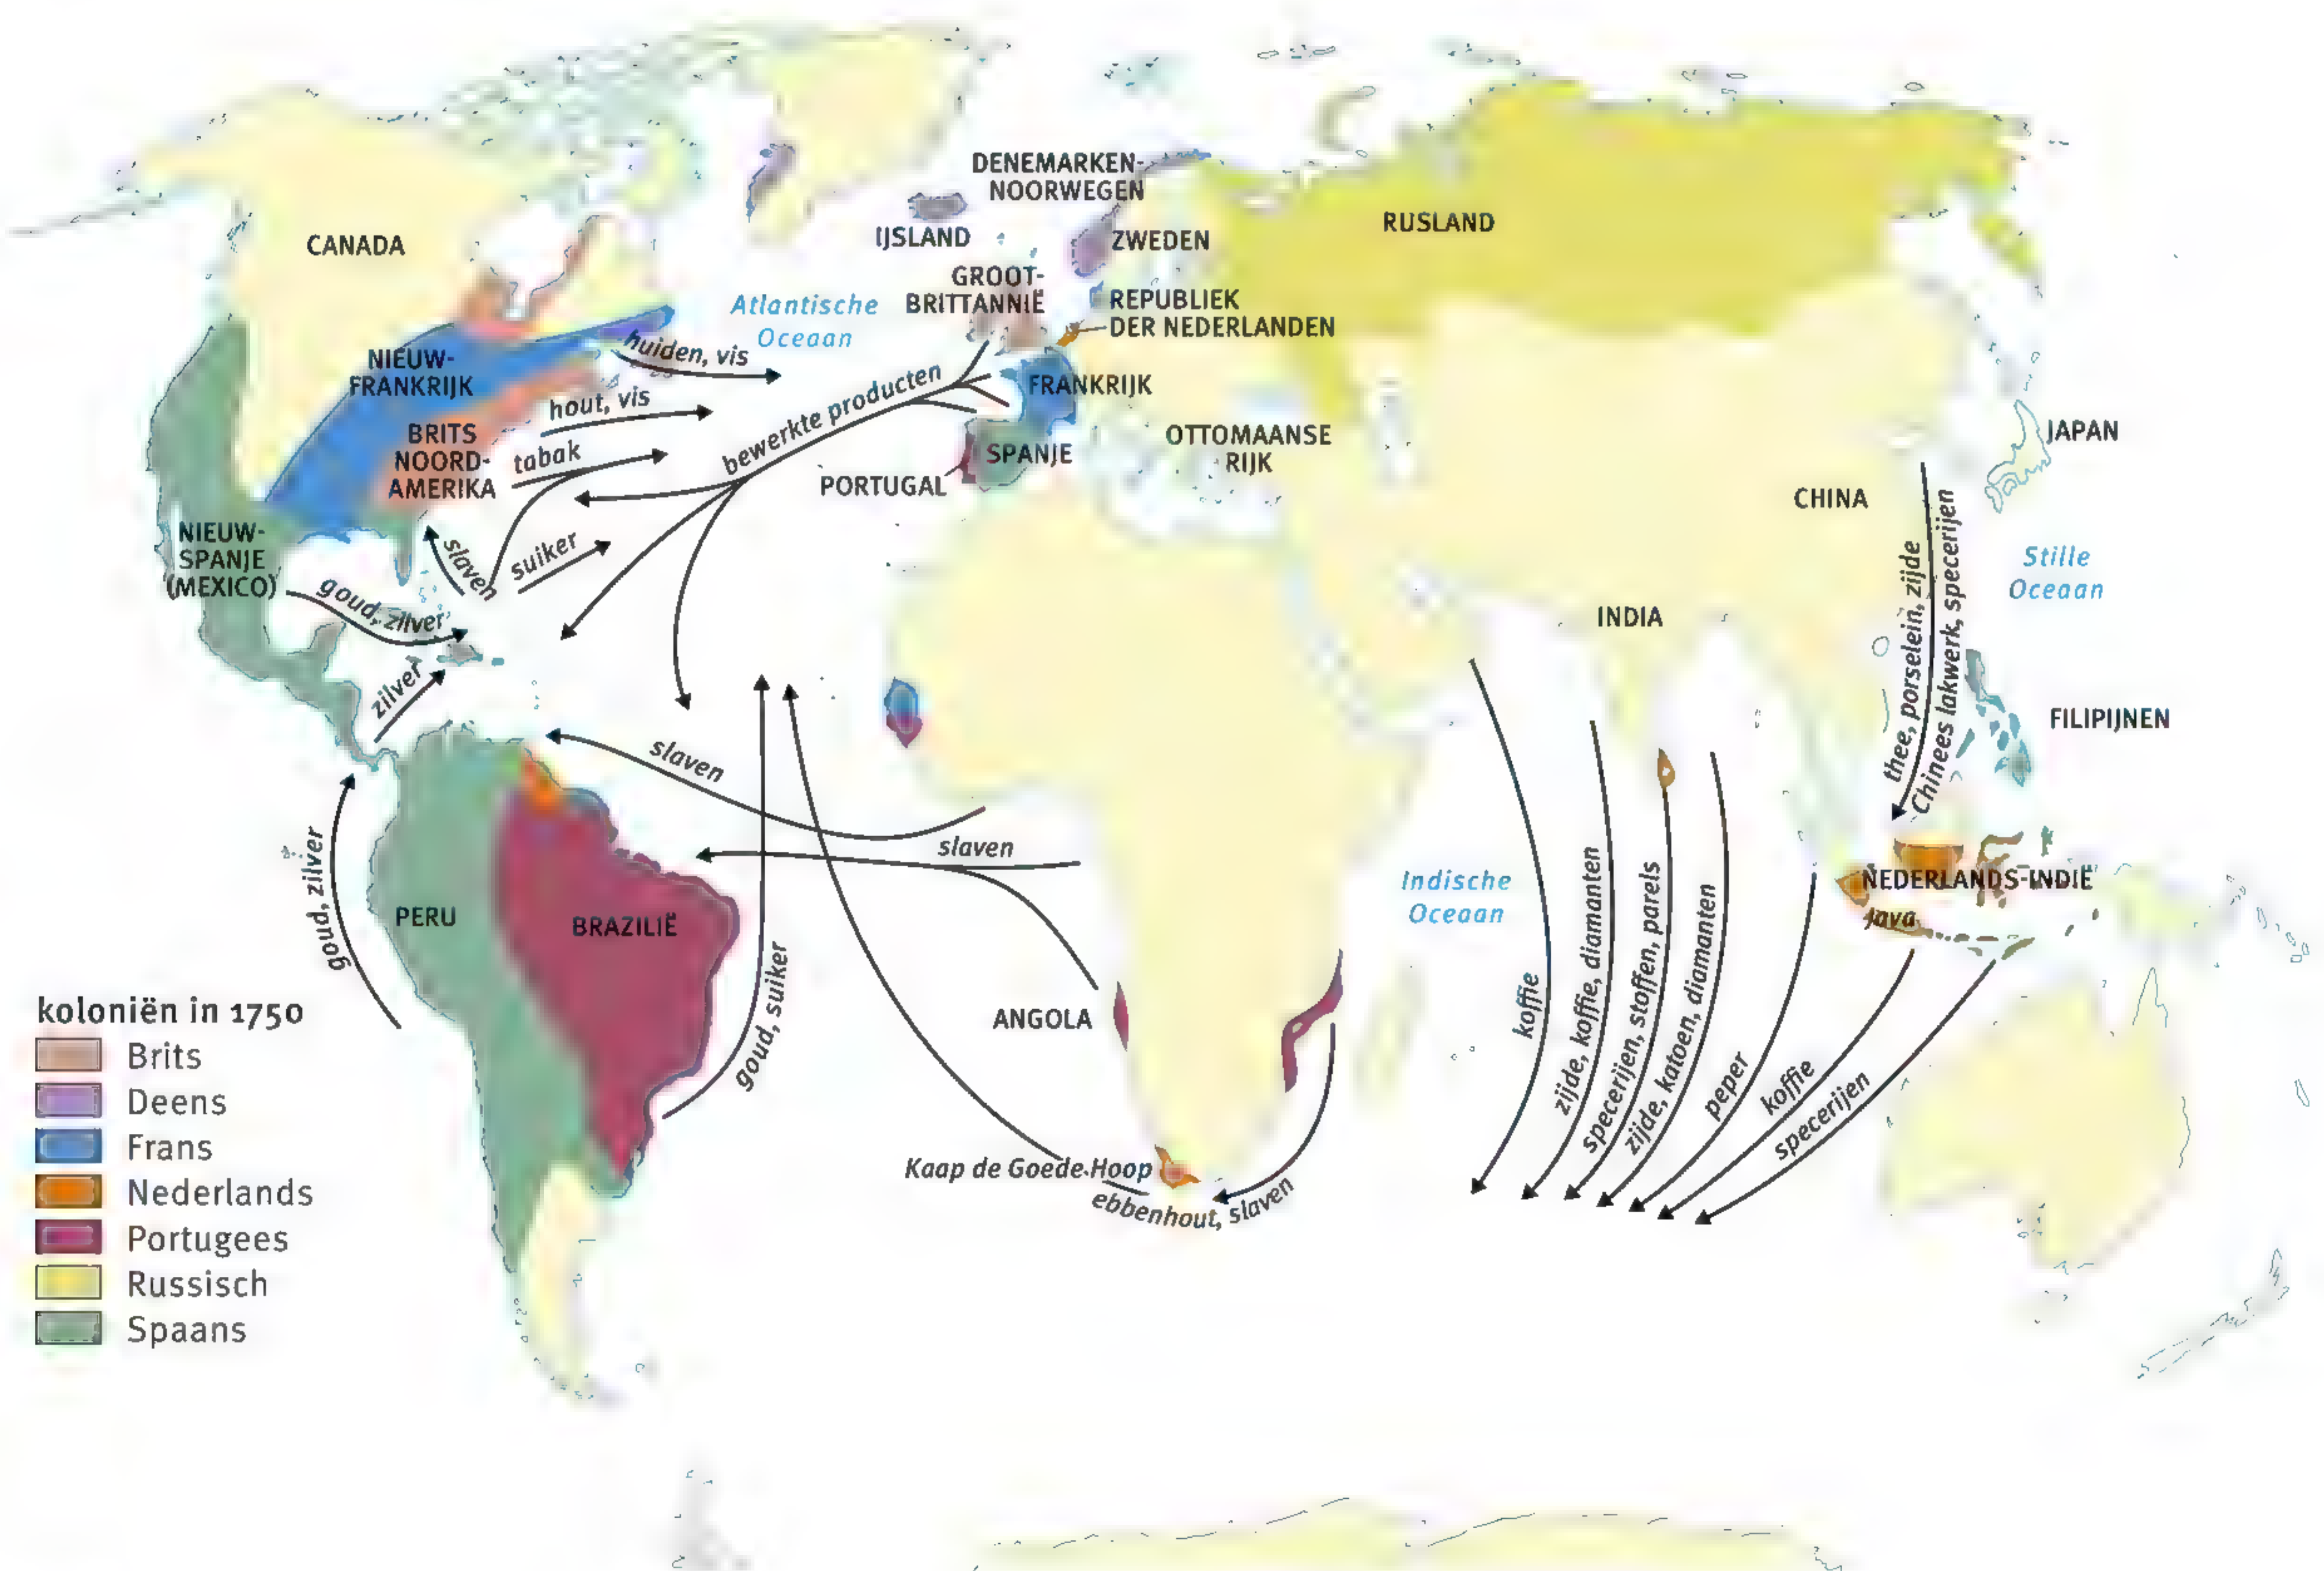 DENEMARKEN-
NOORWEGEN
IJSLAND
ZWEDEN
RUSLAND
CANADA
GROOT-
BRITTANNIË
REPUBLIEK
DER NEDERLANDEN
Atlantische
Oceaan
NIEUW-
FRANKRIJK
huiden, vis
hout, vis
bewerkte producten
FRANKRIJK
BRITS
NOORD-
AMERIKA
tabak
SPANJE
PORTUGAL
OTTOMAANSE
RIJK
JAPAN
CHINA
NIEUW-
SPANJE
(MEXICO)
slaven
suiker
goud, zilver
zilver
INDIA
Stille
Oceaan
thee, porselein, zijde
Chinees lakwerk, specerijen
FILIPIJNEN
slaven
slaven
goud, zilver
PERU
BRAZILIË
goud, suiker
Indische
Oceaan
NEDERLANDS-INDIË
Java
ANGOLA
koffie
zijde, koffie, diamanten
specerijen, stoffen, parels
zijde, katoen, diamanten
peper
koffie
specerijen
Kaap de Goede Hoop
ebbenhout, slaven
koloniën in 1750
Brits
Deens
Frans
Nederlands
Portugees
Russisch
Spaans